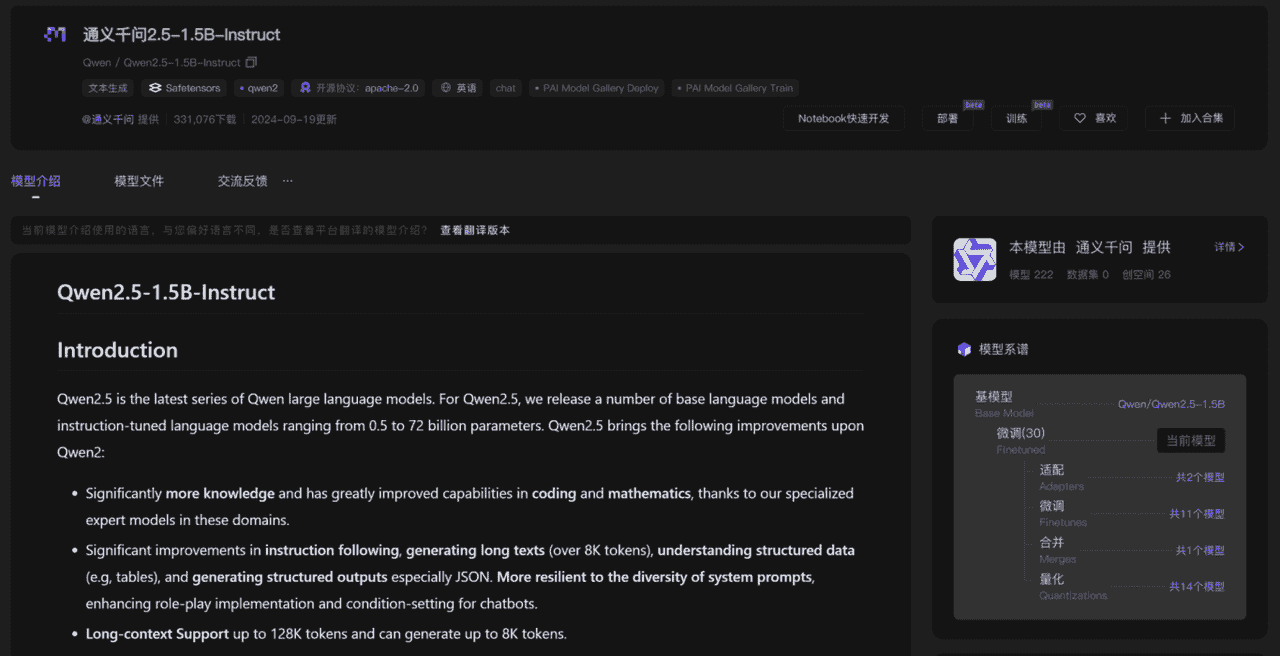 通义千问2.5-1.5B-Instruct
Qwen / Qwen2.5-1.5B-Instruct
文本生成 Safetensors qwen2 开源协议: apache-2.0 英语 chat PAI Model Gallery Deploy PAI Model Gallery Train
@通义千问 提供 331,076下载 2024-09-19更新
Notebook快速开发 部署 beta 训练 beta 喜欢 加入合集
模型介绍 模型文件 交流反馈 ···
当前模型介绍使用的语言,与您偏好语言不同,是否查看平台翻译的模型介绍? 查看翻译版本
Qwen2.5-1.5B-Instruct
Introduction
Qwen2.5 is the latest series of Qwen large language models. For Qwen2.5, we release a number of base language models and
instruction-tuned language models ranging from 0.5 to 72 billion parameters. Qwen2.5 brings the following improvements upon
Qwen2:
• Significantly more knowledge and has greatly improved capabilities in coding and mathematics, thanks to our specialized
expert models in these domains.
• Significant improvements in instruction following, generating long texts (over 8K tokens), understanding structured data
(e.g, tables), and generating structured outputs especially JSON. More resilient to the diversity of system prompts,
enhancing role-play implementation and condition-setting for chatbots.
• Long-context Support up to 128K tokens and can generate up to 8K tokens.
本模型由 通义千问 提供 详情
模型 222 数据集 0 创空间 26
模型系谱
基模型 Qwen/Qwen2.5-1.5B
Base Model
微调(30) 当前模型
Finetuned
适配 共2个模型
Adapters
微调 共11个模型
Finetunes
合并 共1个模型
Merges
量化 共14个模型
Quantizations